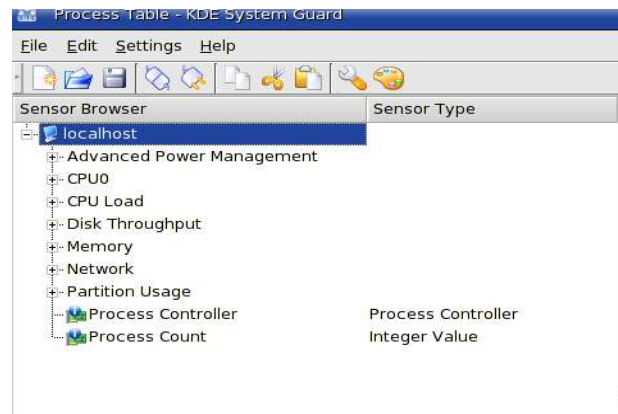 Process Table - KDE System Guard
File Edit Settings Help
Sensor Browser Sensor Type
localhost
Advanced Power Management
CPU0
CPU Load
Disk Throughput
Memory
Network
Partition Usage
Process Controller Process Controller
Process Count Integer Value